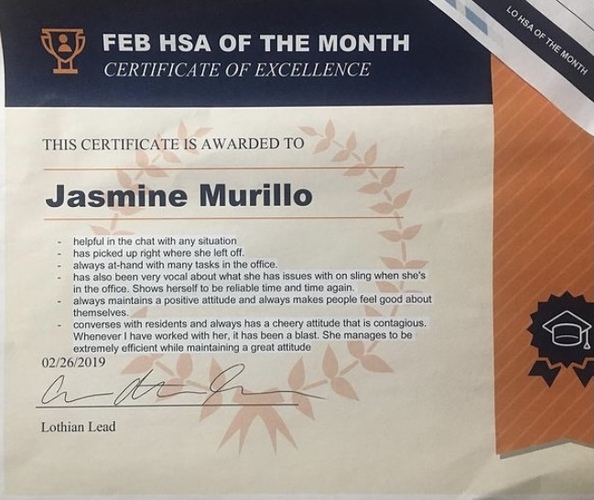 FEB HSA OF THE MONTH
CERTIFICATE OF EXCELLENCE
LO HSA OF THE MONTH
THIS CERTIFICATE IS AWARDED TO
Jasmine Murillo
- helpful in the chat with any situation
- has picked up right where she left off.
- always at-hand with many tasks in the office.
- has also been very vocal about what she has issues with on sling when she's
in the office. Shows herself to be reliable time and time again.
- always maintains a positive attitude and always makes people feel good about
themselves.
- converses with residents and always has a cheery attitude that is contagious.
Whenever I have worked with her, it has been a blast. She manages to be
extremely efficient while maintaining a great attitude
02/26/2019
Lothian Lead